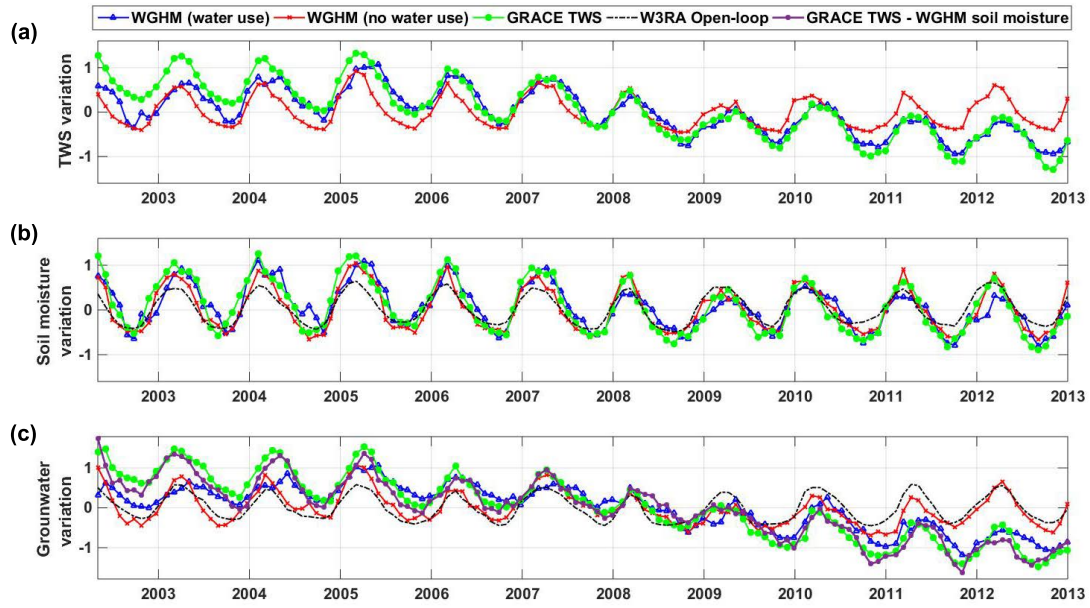 WGHM (water use) WGHM (no water use) GRACE TWS W3RA Open-loop GRACE TWS - WGHM soil moisture
(a)
TWS variation
1
0
-1
2003 2004 2005 2006 2007 2008 2009 2010 2011 2012 2013
(b)
Soil moisture
variation
1
0
-1
2003 2004 2005 2006 2007 2008 2009 2010 2011 2012 2013
(c)
Grounwater
variation
1
0
-1
2003 2004 2005 2006 2007 2008 2009 2010 2011 2012 2013